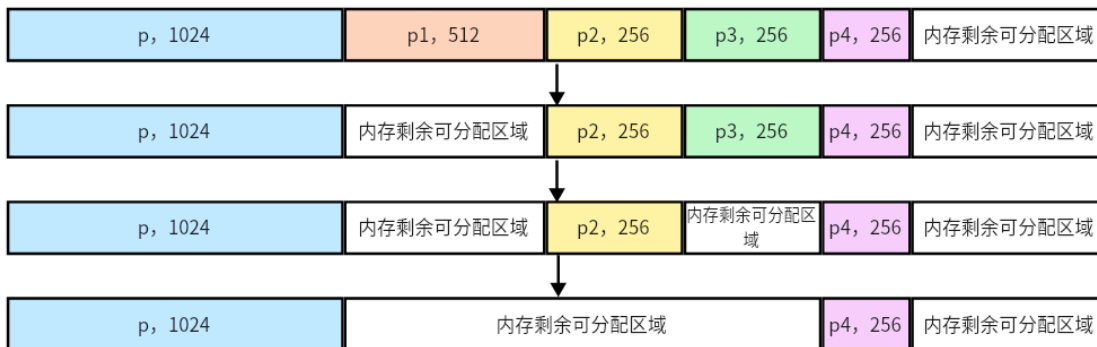 p，1024
p1，512
p2，256
p3，256
p4，256
内存剩余可分配区域
p，1024
内存剩余可分配区域
p2，256
p3，256
p4，256
内存剩余可分配区域
p，1024
内存剩余可分配区域
p2，256
内存剩余可分配区
域
p4，256
内存剩余可分配区域
p，1024
内存剩余可分配区域
p4，256
内存剩余可分配区域